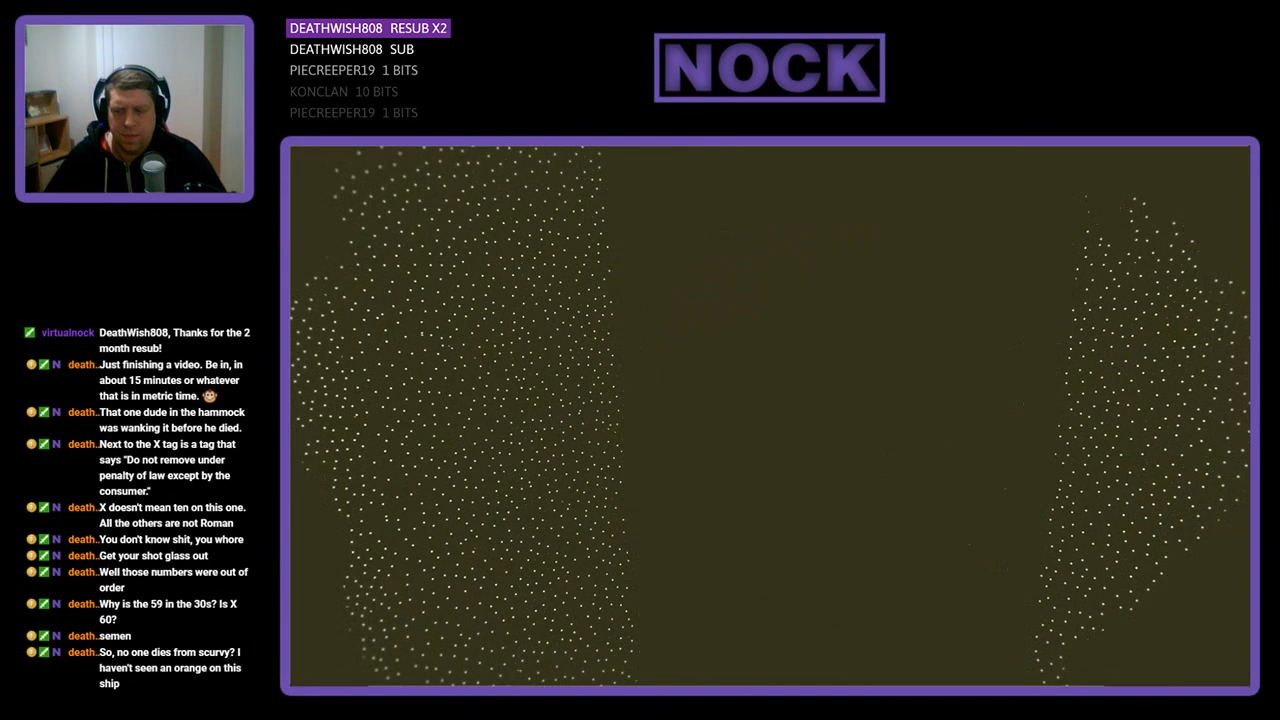 DEATHWISH808 RESUB X2
DEATHWISH808 SUB
PIECREEPER19 1 BITS
KONCLAN 10 BITS
PIECREEPER19 1 BITS
NOCK
virtualnock DeathWish808, Thanks for the 2
month resub!
N death.. Just finishing a video. Be in, in
about 15 minutes or whatever
that is in metric time.
N death.. That one dude in the hammock
was wanking it before he died.
N death.. Next to the X tag is a tag that
says "Do not remove under
penalty of law except by the
consumer."
N death.. X doesn't mean ten on this one.
All the others are not Roman
N death.. You don't know shit, you whore
N death.. Get your shot glass out
N death.. Well those numbers were out of
order
N death.. Why is the 59 in the 30s? Is X
60?
N death.. semen
N death.. So, no one dies from scurvy? I
haven't seen an orange on this
ship